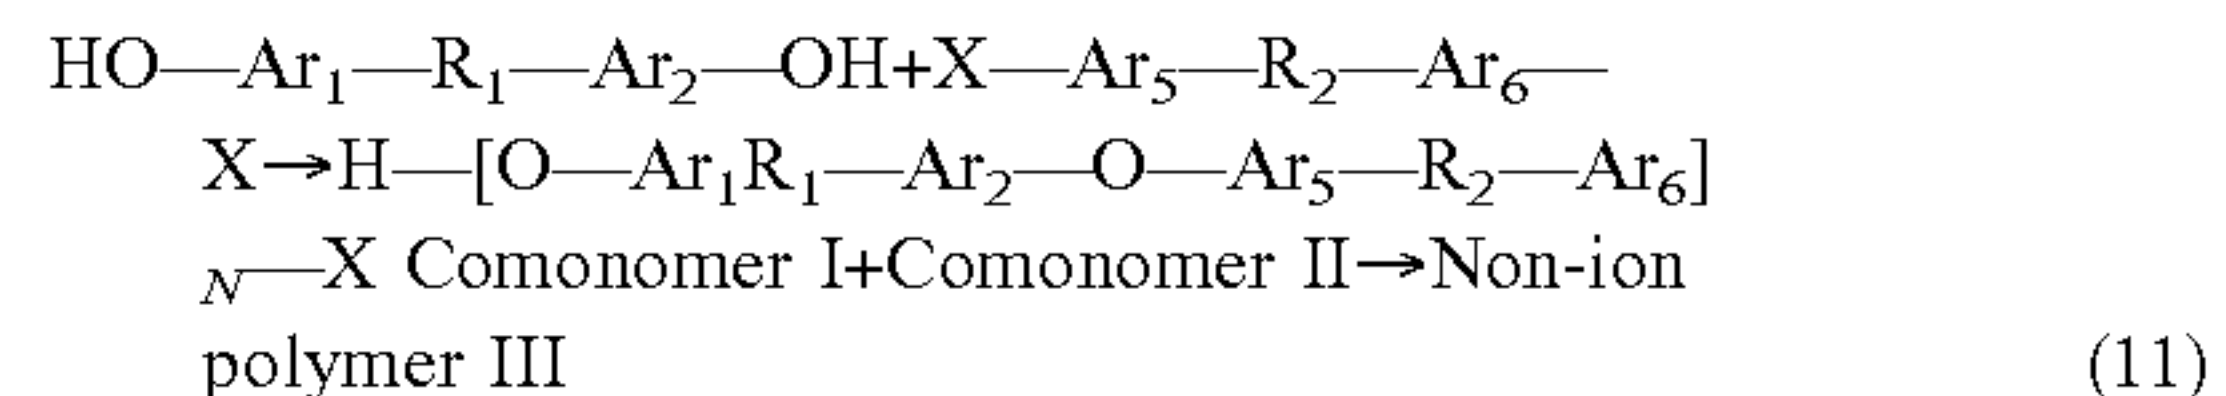 HO—Ar₁—R₁—Ar₂—OH+X—Ar₅—R₂—Ar₆—
X→H—[O—Ar₁R₁—Ar₂—O—Ar₅—R₂—Ar₆]
N—X Comonomer I+Comonomer II→Non-ion
polymer III (11)